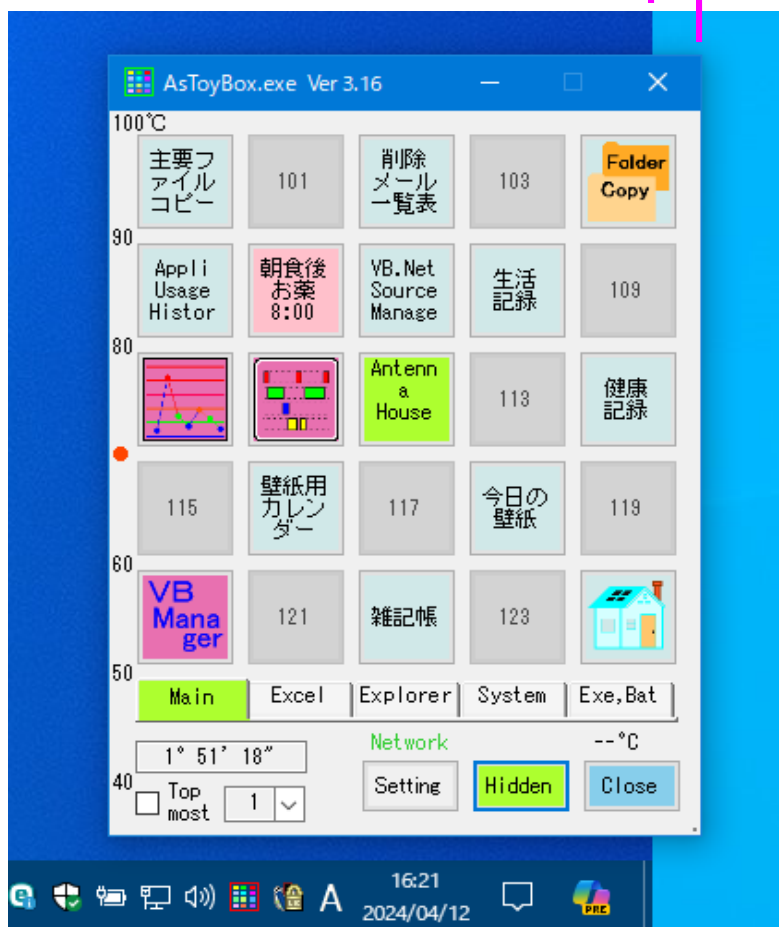 AsToyBox.exe Ver 3.16
100℃
主要フ
ァイル
コピー
101
削除
メール
一覧表
103
Folder
Copy
90
Appli
Usage
Histor
朝食後
お薬
8:00
VB.Net
Source
Manage
生活
記録
109
80
Antenn
a
House
113
健康
記録
115
壁紙用
カレン
ダー
117
今日の
壁紙
119
60
VB
Mana
ger
121
雑記帳
123
50
Main
Excel
Explorer
System
Exe,Bat
1° 51′ 18″
Network
--°C
40
Top
most
1
Setting
Hidden
Close
A
16:21
2024/04/12
PRE